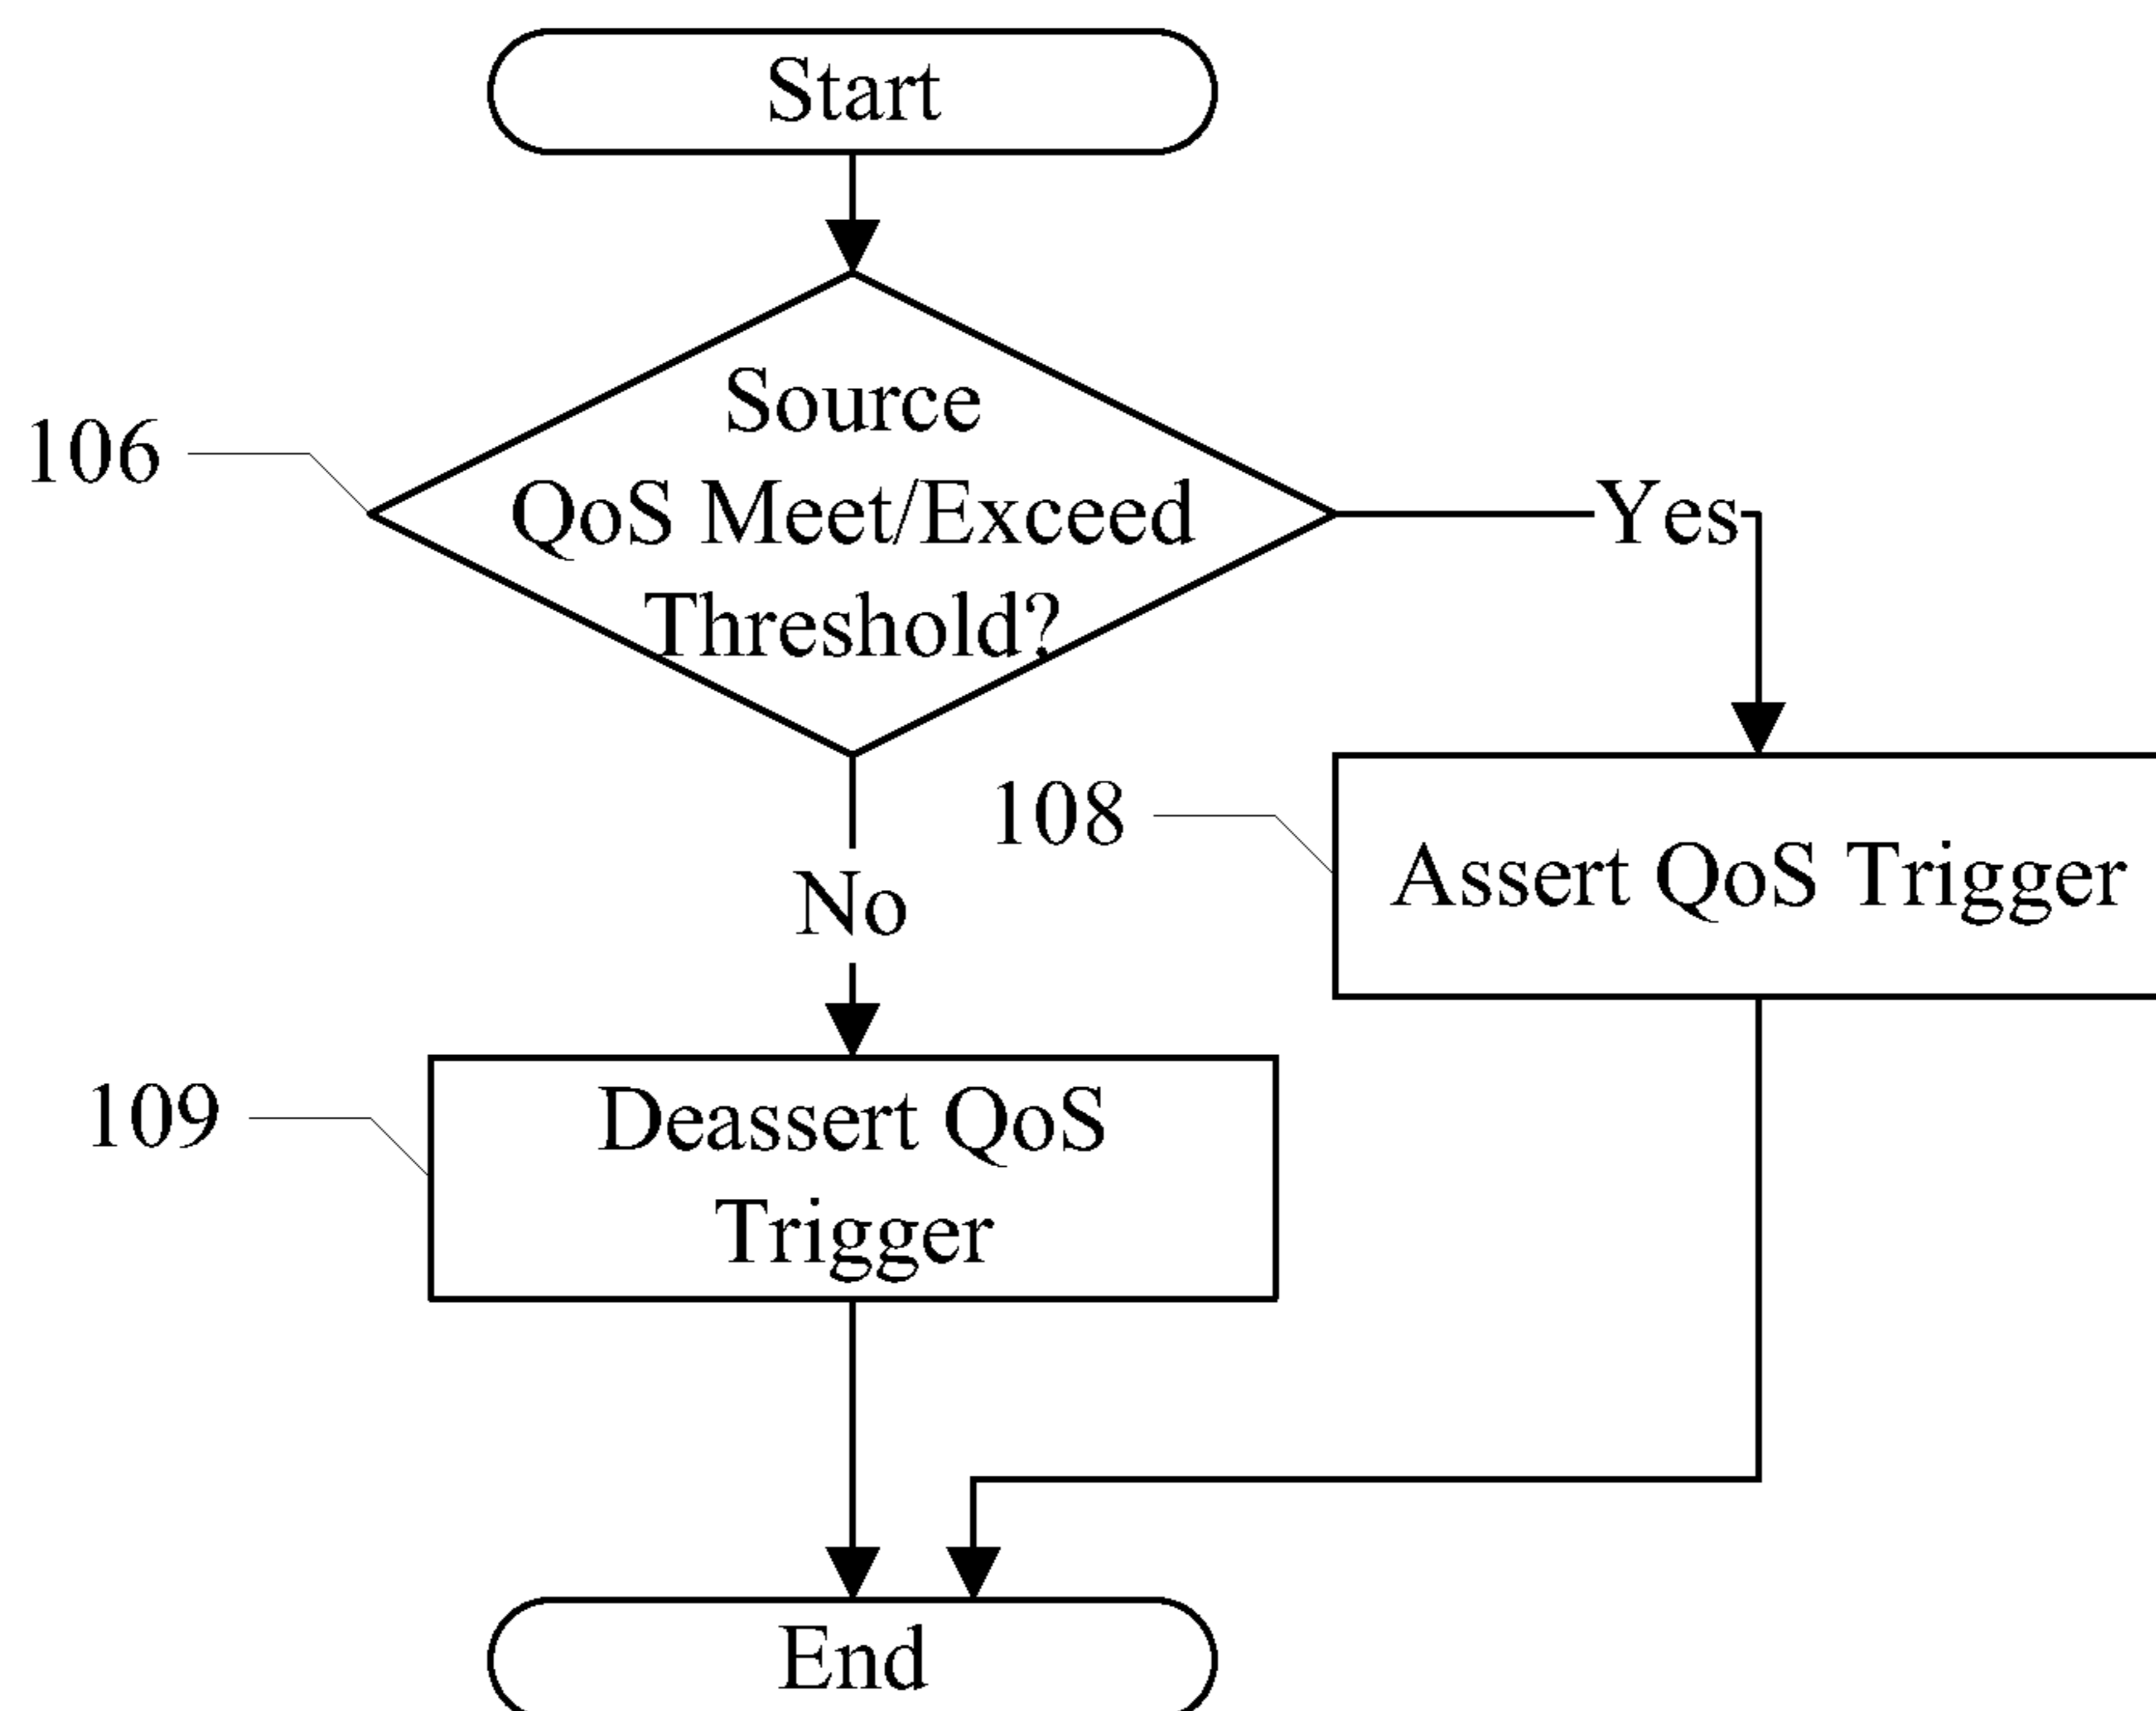 Start
106
Source
QoS Meet/Exceed
Threshold?
Yes
No
108
Assert QoS Trigger
109
Deassert QoS
Trigger
End